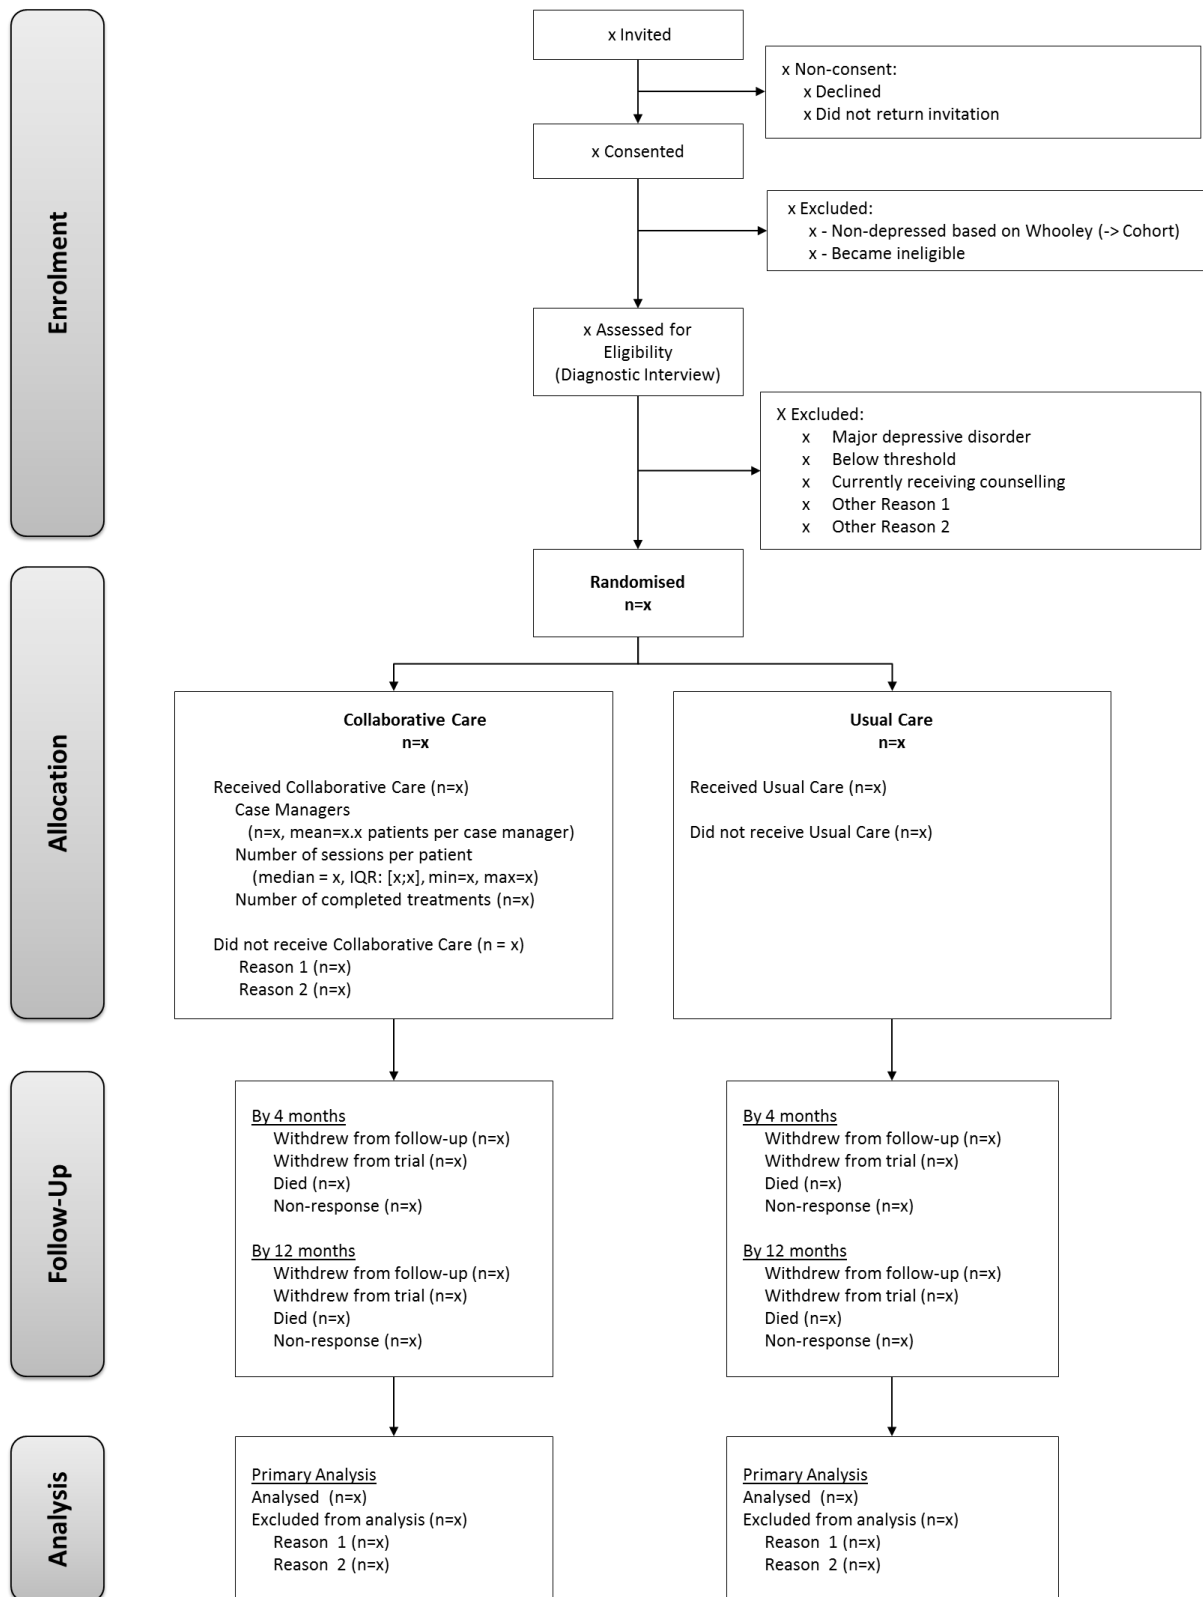 Enrolment
x Invited
x Non-consent:
x Declined
x Did not return invitation
x Consented
x Excluded:
x - Non-depressed based on Whooley (-> Cohort)
x - Became ineligible
x Assessed for
Eligibility
(Diagnostic Interview)
X Excluded:
x Major depressive disorder
x Below threshold
x Currently receiving counselling
x Other Reason 1
x Other Reason 2
Allocation
Randomised
n=x
Collaborative Care
n=x
Received Collaborative Care (n=x)
Case Managers
(n=x, mean=x.x patients per case manager)
Number of sessions per patient
(median = x, IQR: [x;x], min=x, max=x)
Number of completed treatments (n=x)
Did not receive Collaborative Care (n = x)
Reason 1 (n=x)
Reason 2 (n=x)
Usual Care
n=x
Received Usual Care (n=x)
Did not receive Usual Care (n=x)
Follow-Up
By 4 months
Withdrew from follow-up (n=x)
Withdrew from trial (n=x)
Died (n=x)
Non-response (n=x)
By 12 months
Withdrew from follow-up (n=x)
Withdrew from trial (n=x)
Died (n=x)
Non-response (n=x)
By 4 months
Withdrew from follow-up (n=x)
Withdrew from trial (n=x)
Died (n=x)
Non-response (n=x)
By 12 months
Withdrew from follow-up (n=x)
Withdrew from trial (n=x)
Died (n=x)
Non-response (n=x)
Analysis
Primary Analysis
Analysed (n=x)
Excluded from analysis (n=x)
Reason 1 (n=x)
Reason 2 (n=x)
Primary Analysis
Analysed (n=x)
Excluded from analysis (n=x)
Reason 1 (n=x)
Reason 2 (n=x)